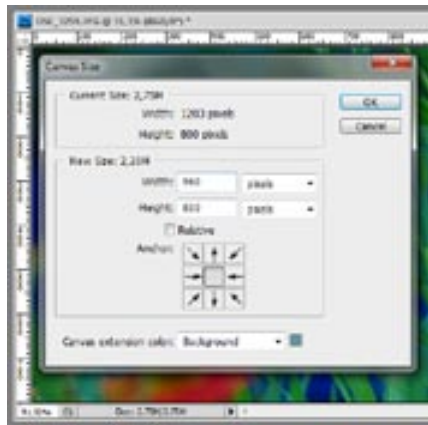 Canvas Size
Current Size: 2,75M
Width: 1203 pixels
Height: 800 pixels
OK
Cancel
New Size: 2,20M
Width: 960 pixels
Height: 800 pixels
Relative
Anchor:
Canvas extension color: Background